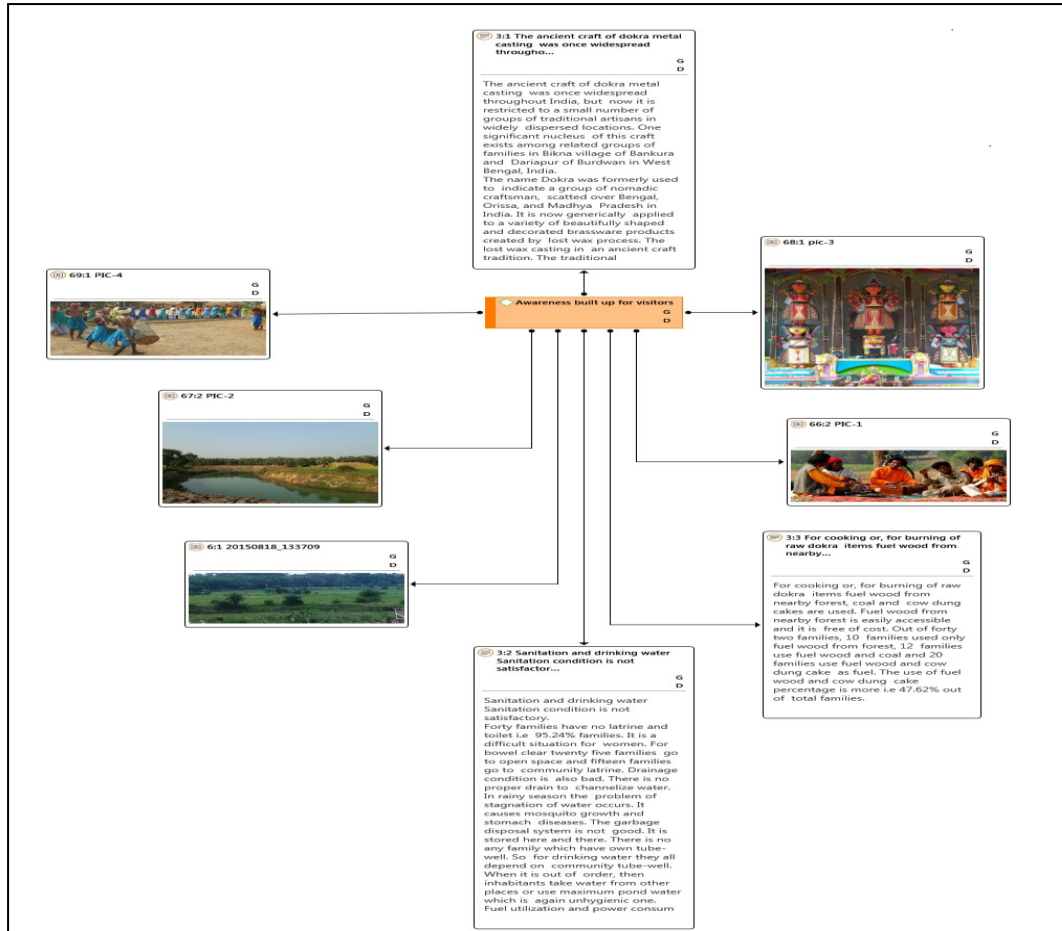 3:1 The ancient craft of dokra metal
casting was once widespread
througho...
G
D
The ancient craft of dokra metal
casting was once widespread
throughout India, but now it is
restricted to a small number of
groups of traditional artisans in
widely dispersed locations. One
significant nucleus of this craft
exists among related groups of
families in Bikna village of Bankura
and Dariapur of Burdwan in West
Bengal, India.
The name Dokra was formerly used
to indicate a group of nomadic
craftsman, scatted over Bengal,
Orissa, and Madhya Pradesh in
India. It is now generically applied
to a variety of beautifully shaped
and decorated brassware products
created by lost wax process. The
lost wax casting in an ancient craft
tradition. The traditional
68:1 pic-3
G
D
69:1 PIC-4
G
D
Awareness built up for visitors
G
D
67:2 PIC-2
G
D
66:2 PIC-1
G
D
6:1 20150818_133709
G
D
3:3 For cooking or, for burning of
raw dokra items fuel wood from
nearby...
G
D
For cooking or, for burning of raw
dokra items fuel wood from
nearby forest, coal and cow dung
cakes are used. Fuel wood from
nearby forest is easily accessible
and it is free of cost. Out of forty
two families, 10 families used only
fuel wood from forest, 12 families
use fuel wood and coal and 20
families use fuel wood and cow
dung cake as fuel. The use of fuel
wood and cow dung cake
percentage is more i.e 47.62% out
of total families.
3:2 Sanitation and drinking water
Sanitation condition is not
satisfactor...
G
D
Sanitation and drinking water
Sanitation condition is not
satisfactory.
Forty families have no latrine and
toilet i.e 95.24% families. It is a
difficult situation for women. For
bowel clear twenty five families go
to open space and fifteen families
go to community latrine. Drainage
condition is also bad. There is no
proper drain to channelize water.
In rainy season the problem of
stagnation of water occurs. It
causes mosquito growth and
stomach diseases. The garbage
disposal system is not good. It is
stored here and there. There is no
any family which have own tube-
well. So for drinking water they all
depend on community tube-well.
When it is out of order, then
inhabitants take water from other
places or use maximum pond water
which is again unhygienic one.
Fuel utilization and power consum